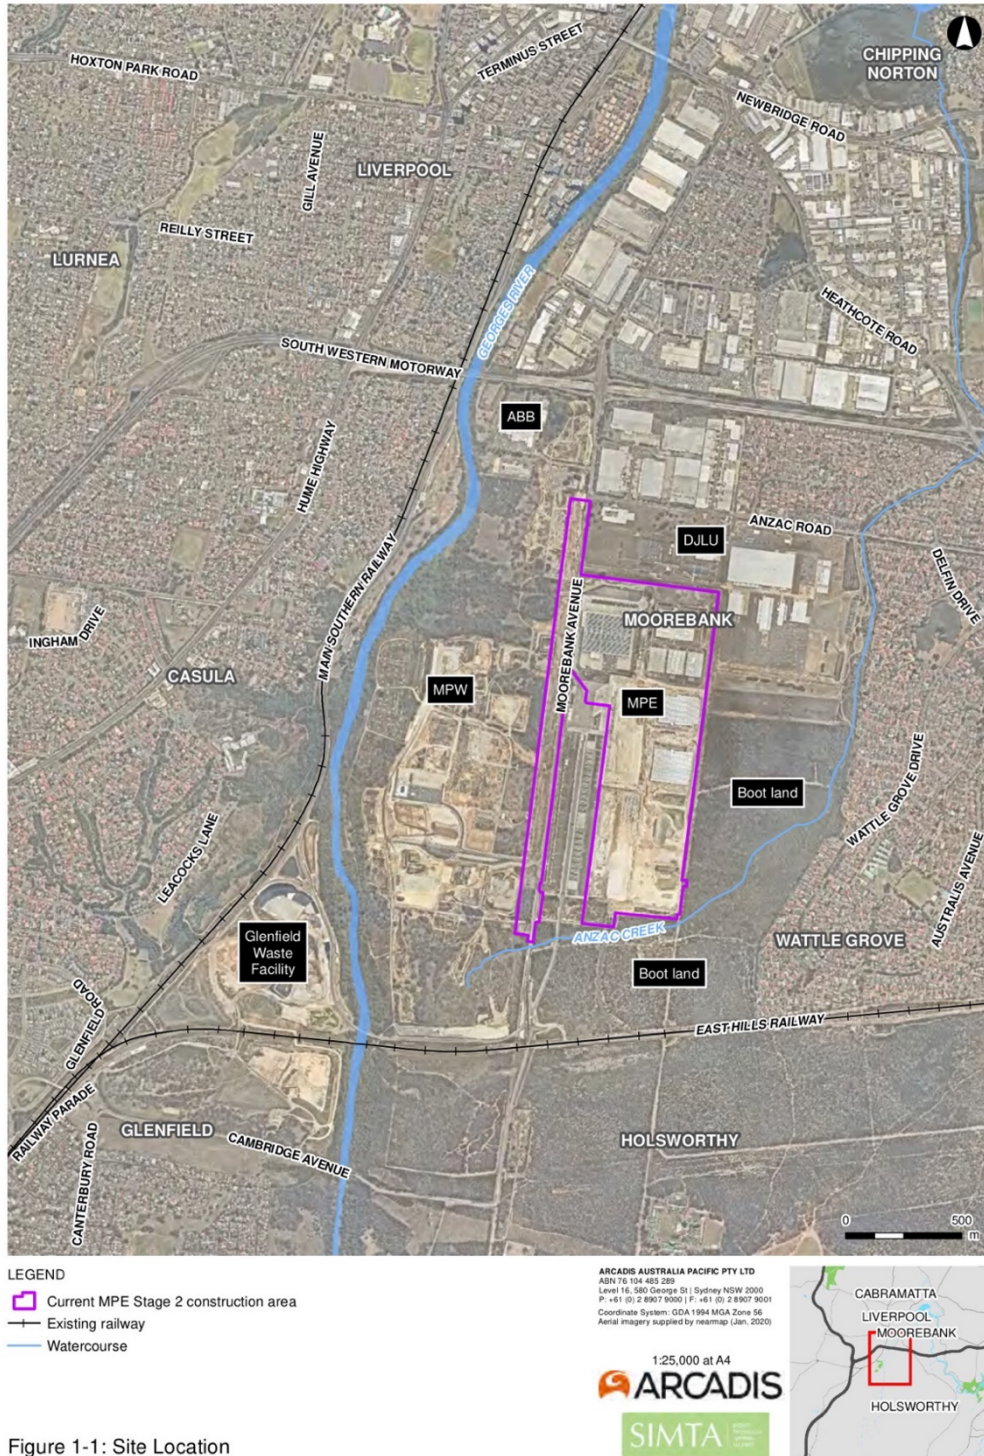 HOXTON PARK ROAD
TERMINUS STREET
CHIPPING
NORTON
NEWBRIDGE ROAD
GILL AVENUE
LIVERPOOL
REILLY STREET
LURNEA
GEORGES RIVER
HEATHCOTE ROAD
SOUTH WESTERN MOTORWAY
ABB
HUME HIGHWAY
ANZAC ROAD
DJLU
DELFIN DRIVE
MAIN SOUTHERN RAILWAY
MOOREBANK AVENUE
MOOREBANK
INGHAM DRIVE
CASULA
MPW
MPE
Boot land
WATTLE GROVE DRIVE
LEACOCKS LANE
AUSTRALIS AVENUE
Glenfield
Waste
Facility
ANZAC CREEK
WATTLE GROVE
Boot land
GLENFIELD
ROAD
EAST HILLS RAILWAY
RAILWAY PARADE
GLENFIELD
CAMBRIDGE AVENUE
HOLSWORTHY
CANTERBURY ROAD
0 500
m
LEGEND
Current MPE Stage 2 construction area
Existing railway
Watercourse
ARCADIS AUSTRALIA PACIFIC PTY LTD
ABN 76 104 485 289
Level 16, 580 George St | Sydney NSW 2000
P: +61 (0) 2 8907 9000 | F: +61 (0) 2 8907 9001
Coordinate System: GDA 1994 MGA Zone 56
Aerial imagery supplied by nearmap (Jan, 2020)
1:25,000 at A4
ARCADIS
SIMTA
CABRAMATTA
LIVERPOOL
MOOREBANK
HOLSWORTHY
Figure 1-1: Site Location